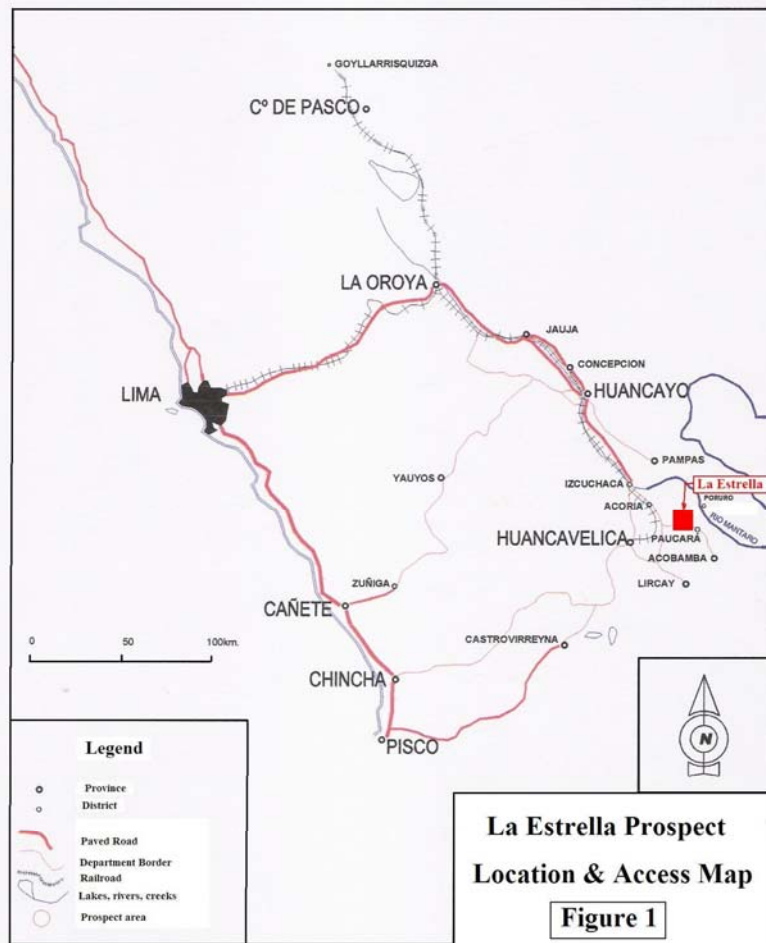 GOYLLARRISQUIZGA
Cº DE PASCO
LA OROYA
JAUJA
CONCEPCION
LIMA
HUANCAYO
PAMPAS
YAUYOS
IZCUCHACA
La Estrella
PORURO
ACORIA
RIO MANTARO
HUANCAVELICA
PAUCARA
ACOBAMBA
ZUÑIGA
LIRCAY
CAÑETE
CASTROVIRREYNA
0 50 100km.
CHINCHA
PISCO
N
Legend
Province
District
Paved Road
Department Border
Railroad
Lakes, rivers, creeks
Prospect area
La Estrella Prospect
Location & Access Map
Figure 1